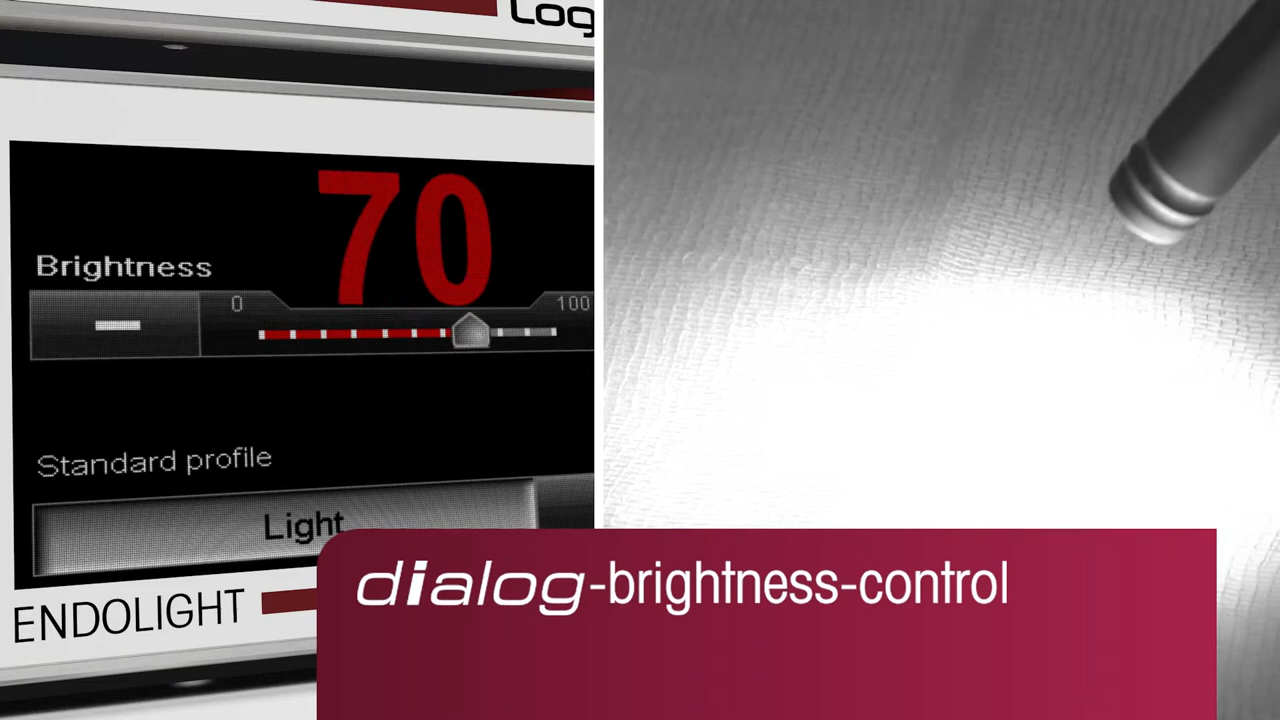 70
Brightness
0 100
Standard profile
Light
ENDOLIGHT
dialog-brightness-control